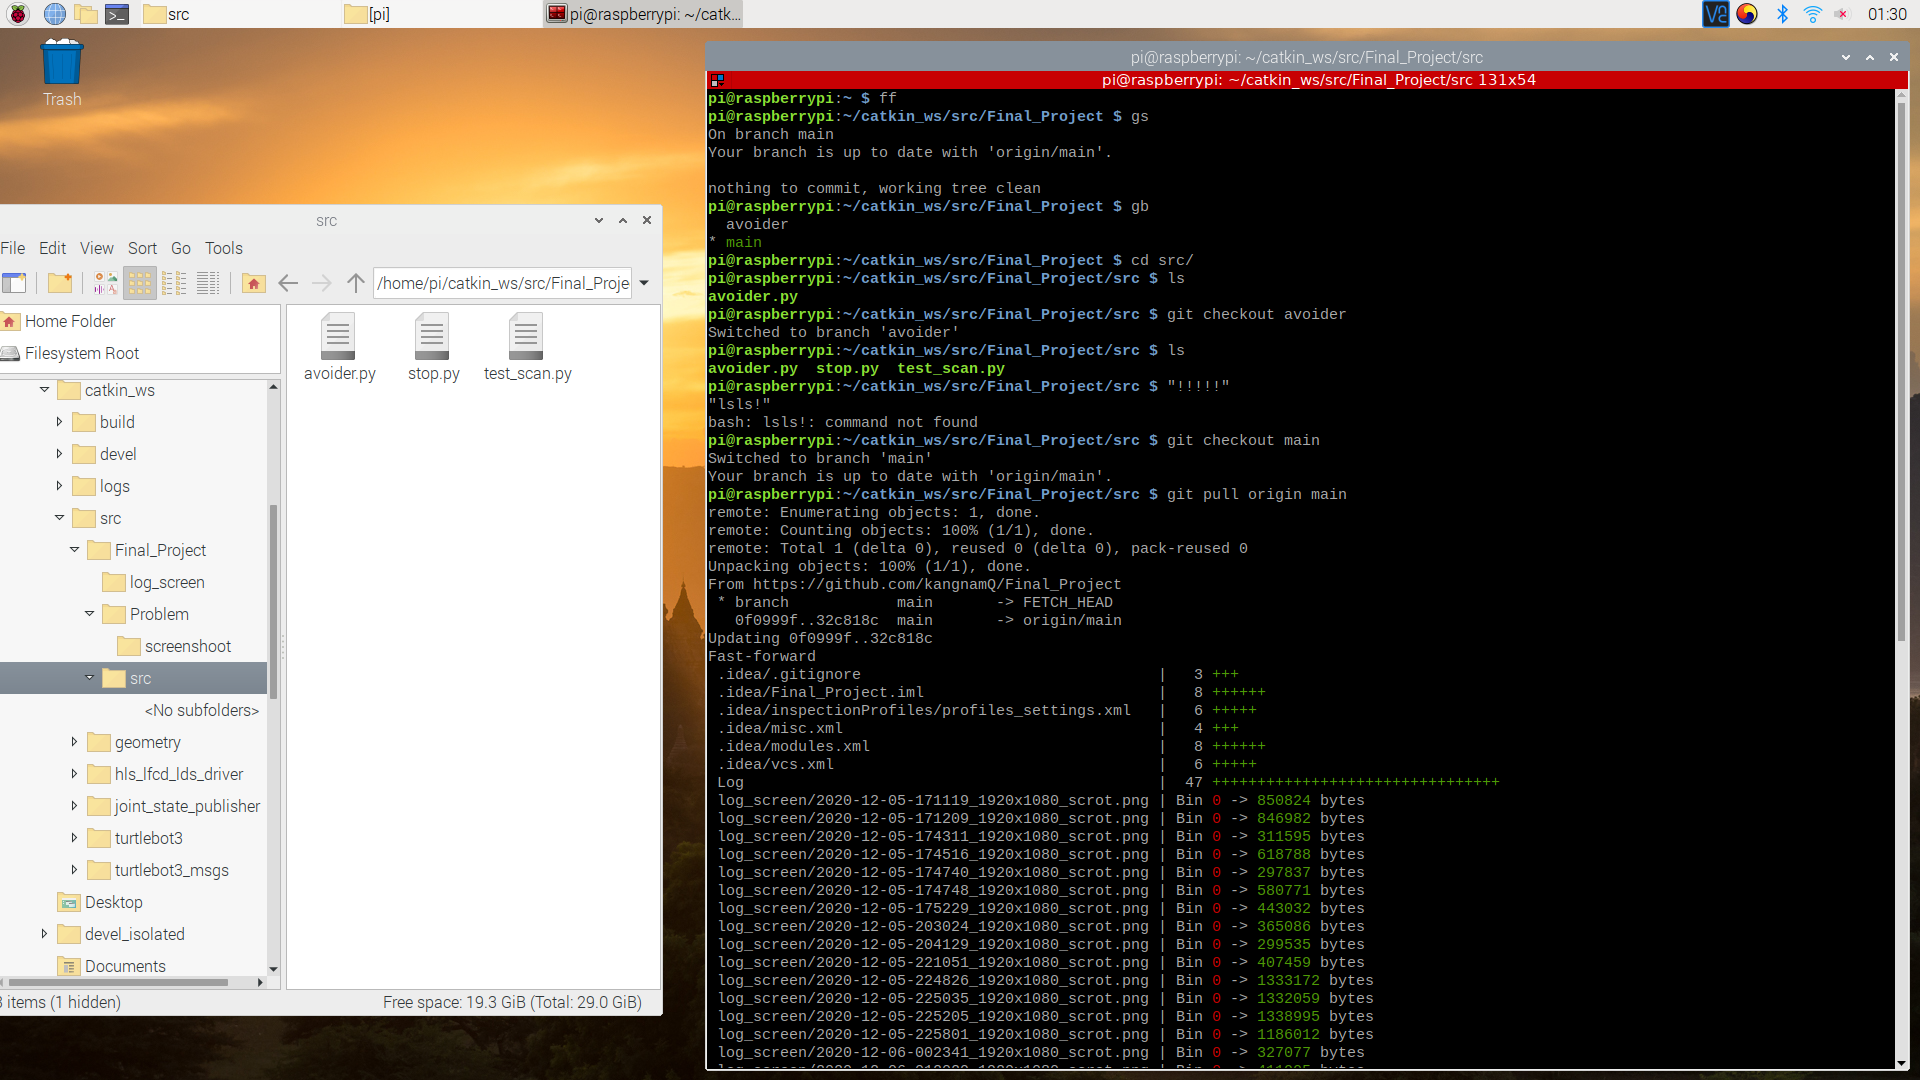 src
[pi]
pi@raspberrypi: ~/catk...
01:30
Trash
src
File Edit View Sort Go Tools
/home/pi/catkin_ws/src/Final_Proje
Home Folder
Filesystem Root
catkin_ws
build
devel
logs
src
Final_Project
log_screen
Problem
screenshoot
src
<No subfolders>
geometry
hls_lfcd_lds_driver
joint_state_publisher
turtlebot3
turtlebot3_msgs
Desktop
devel_isolated
Documents
avoider.py stop.py test_scan.py
3 items (1 hidden) Free space: 19.3 GiB (Total: 29.0 GiB)
pi@raspberrypi: ~/catkin_ws/src/Final_Project/src
pi@raspberrypi: ~/catkin_ws/src/Final_Project/src 131x54
pi@raspberrypi:~ $ ff
pi@raspberrypi:~/catkin_ws/src/Final_Project $ gs
On branch main
Your branch is up to date with 'origin/main'.
nothing to commit, working tree clean
pi@raspberrypi:~/catkin_ws/src/Final_Project $ gb
avoider
* main
pi@raspberrypi:~/catkin_ws/src/Final_Project $ cd src/
pi@raspberrypi:~/catkin_ws/src/Final_Project/src $ ls
avoider.py
pi@raspberrypi:~/catkin_ws/src/Final_Project/src $ git checkout avoider
Switched to branch 'avoider'
pi@raspberrypi:~/catkin_ws/src/Final_Project/src $ ls
avoider.py stop.py test_scan.py
pi@raspberrypi:~/catkin_ws/src/Final_Project/src $ "!!!!!"
"lsls!"
bash: lsls!: command not found
pi@raspberrypi:~/catkin_ws/src/Final_Project/src $ git checkout main
Switched to branch 'main'
Your branch is up to date with 'origin/main'.
pi@raspberrypi:~/catkin_ws/src/Final_Project/src $ git pull origin main
remote: Enumerating objects: 1, done.
remote: Counting objects: 100% (1/1), done.
remote: Total 1 (delta 0), reused 0 (delta 0), pack-reused 0
Unpacking objects: 100% (1/1), done.
From https://github.com/kangnamQ/Final_Project
* branch main -> FETCH_HEAD
0f0999f..32c818c main -> origin/main
Updating 0f0999f..32c818c
Fast-forward
.idea/.gitignore | 3 +++
.idea/Final_Project.iml | 8 ++++++
.idea/inspectionProfiles/profiles_settings.xml | 6 +++++
.idea/misc.xml | 4 +++
.idea/modules.xml | 8 ++++++
.idea/vcs.xml | 6 +++++
Log | 47 ++++++++++++++++++++++++++++++++
log_screen/2020-12-05-171119_1920x1080_scrot.png | Bin 0 -> 850824 bytes
log_screen/2020-12-05-171209_1920x1080_scrot.png | Bin 0 -> 846982 bytes
log_screen/2020-12-05-174311_1920x1080_scrot.png | Bin 0 -> 311595 bytes
log_screen/2020-12-05-174516_1920x1080_scrot.png | Bin 0 -> 618788 bytes
log_screen/2020-12-05-174740_1920x1080_scrot.png | Bin 0 -> 297837 bytes
log_screen/2020-12-05-174748_1920x1080_scrot.png | Bin 0 -> 580771 bytes
log_screen/2020-12-05-175229_1920x1080_scrot.png | Bin 0 -> 443032 bytes
log_screen/2020-12-05-203024_1920x1080_scrot.png | Bin 0 -> 365086 bytes
log_screen/2020-12-05-204129_1920x1080_scrot.png | Bin 0 -> 299535 bytes
log_screen/2020-12-05-221051_1920x1080_scrot.png | Bin 0 -> 407459 bytes
log_screen/2020-12-05-224826_1920x1080_scrot.png | Bin 0 -> 1333172 bytes
log_screen/2020-12-05-225035_1920x1080_scrot.png | Bin 0 -> 1332059 bytes
log_screen/2020-12-05-225205_1920x1080_scrot.png | Bin 0 -> 1338995 bytes
log_screen/2020-12-05-225801_1920x1080_scrot.png | Bin 0 -> 1186012 bytes
log_screen/2020-12-06-002341_1920x1080_scrot.png | Bin 0 -> 327077 bytes